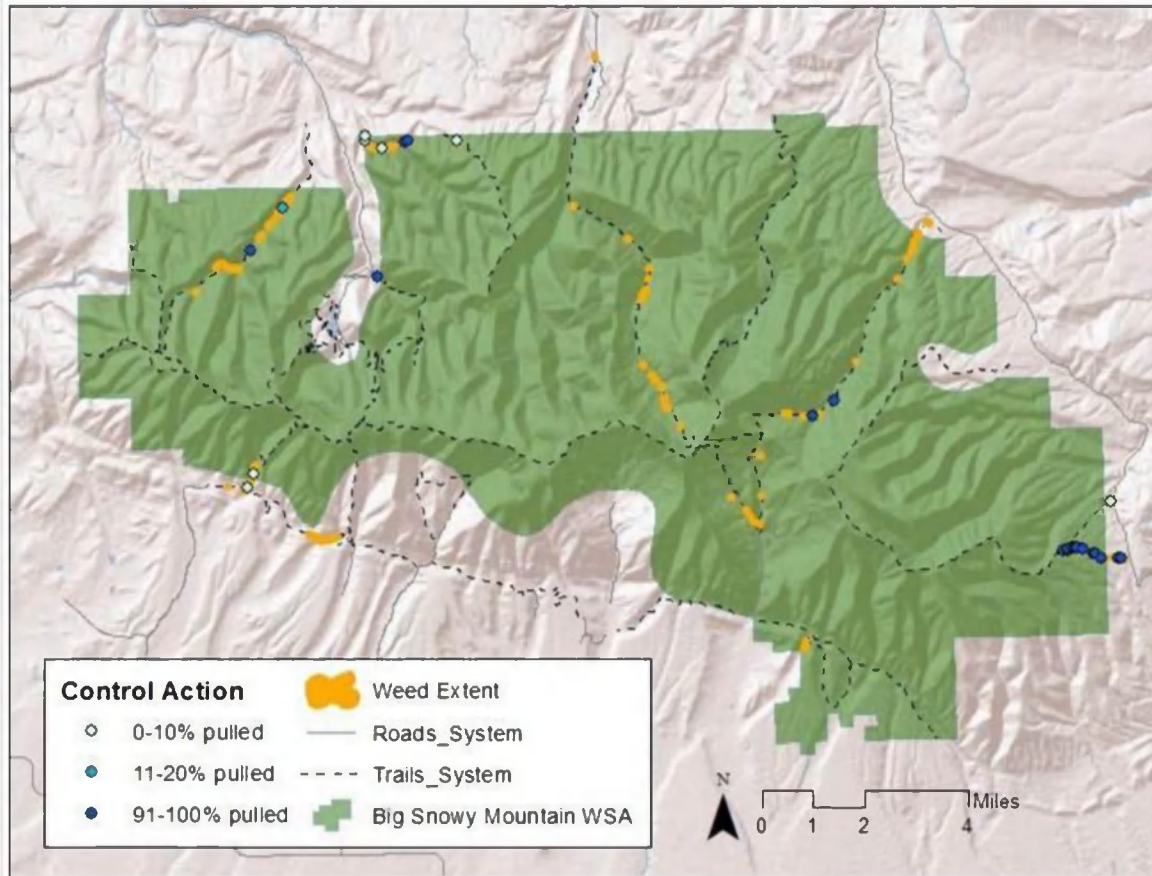 Control Action
0-10% pulled
11-20% pulled
91-100% pulled
Weed Extent
Roads_System
Trails_System
Big Snowy Mountain WSA
N
Miles
0 1 2 4